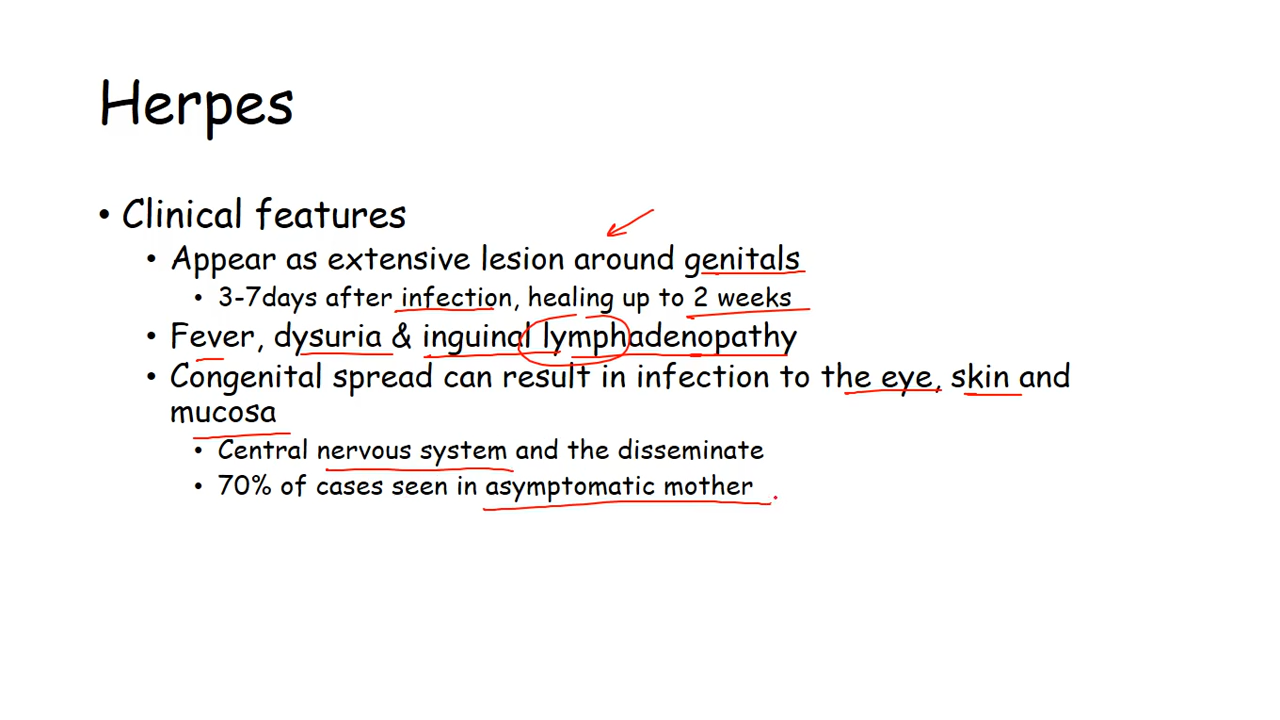 Herpes
• Clinical features
• Appear as extensive lesion around genitals
• 3-7days after infection, healing up to 2 weeks
• Fever, dysuria & inguinal lymphadenopathy
• Congenital spread can result in infection to the eye, skin and
mucosa
• Central nervous system and the disseminate
• 70% of cases seen in asymptomatic mother